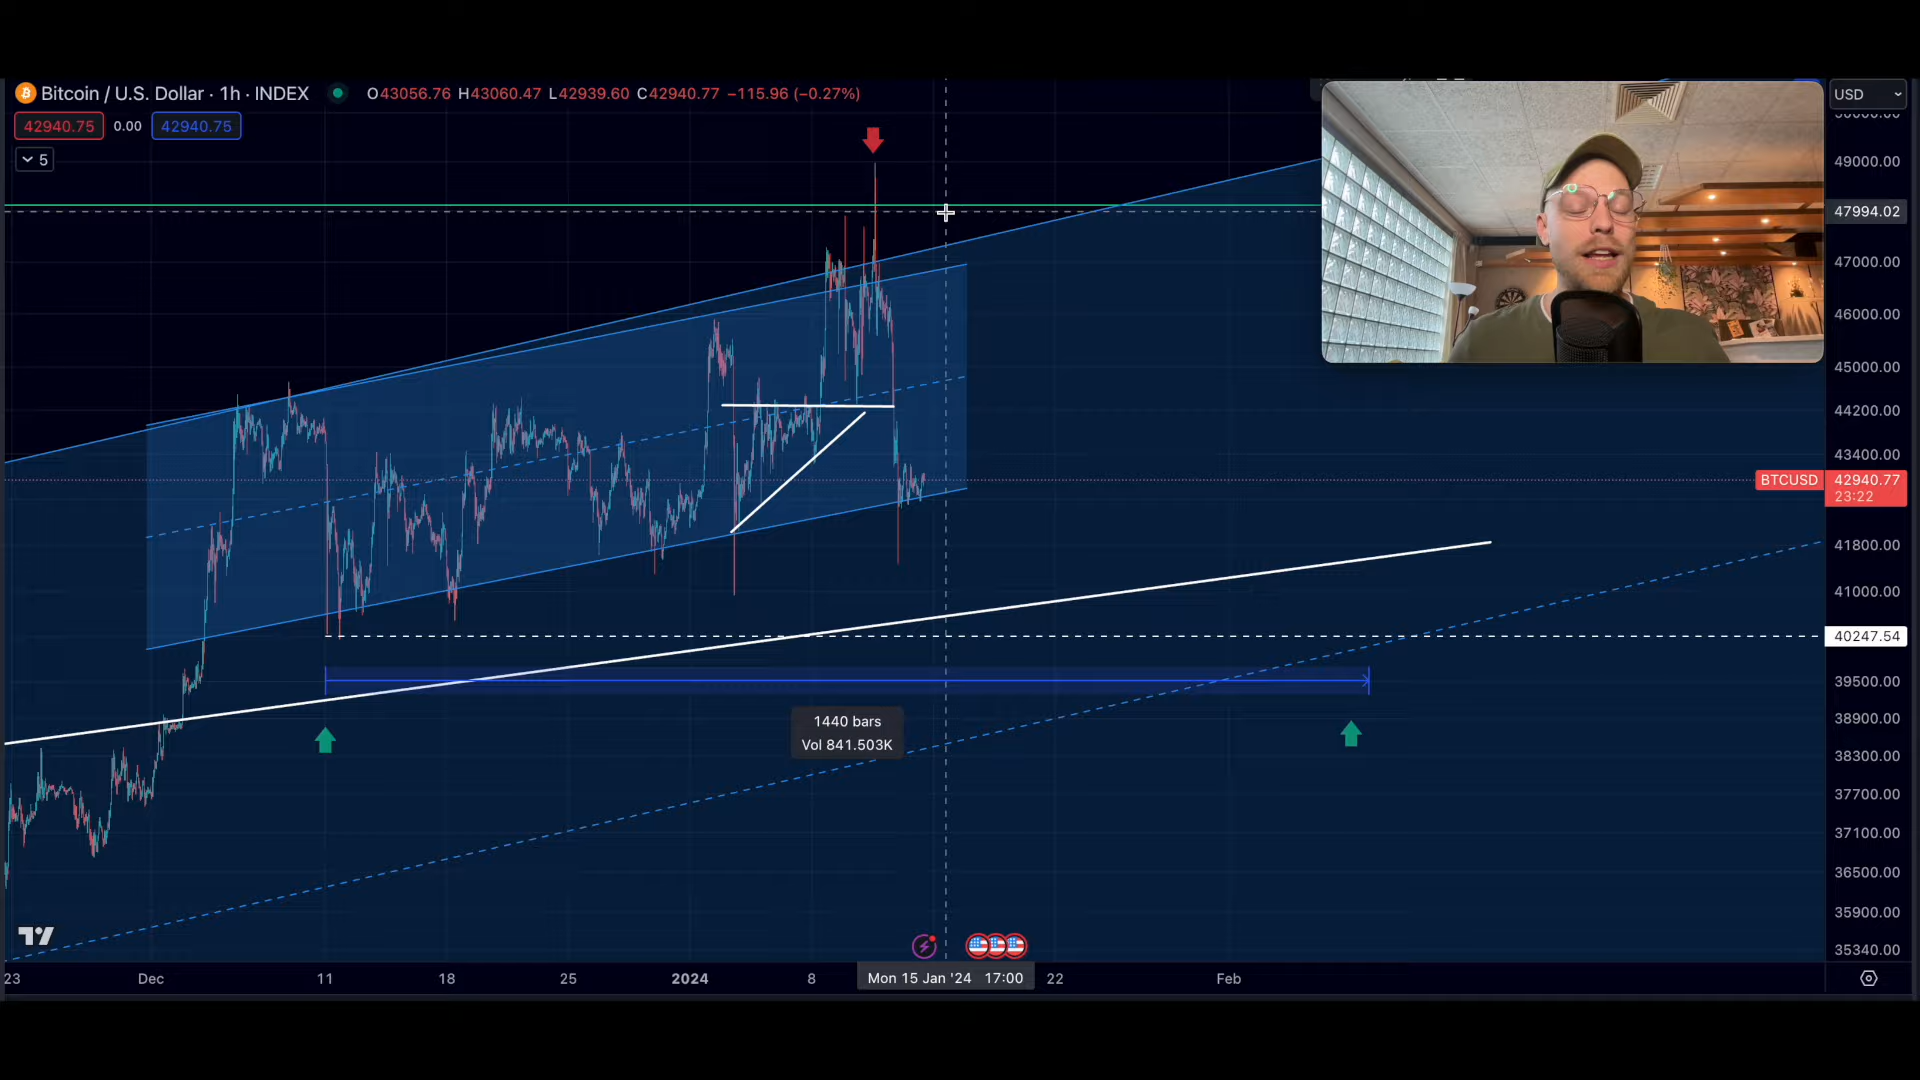 Bitcoin / U.S. Dollar · 1h · INDEX
O43056.76 H43060.47 L42939.60 C42940.77 −115.96 (−0.27%)
USD
42940.75 0.00 42940.75
5
49000.00
47994.02
47000.00
46000.00
45000.00
44200.00
43400.00
BTCUSD 42940.77
23:22
41800.00
41000.00
40247.54
39500.00
38900.00
38300.00
37700.00
37100.00
36500.00
35900.00
35340.00
1440 bars
Vol 841.503K
23 Dec 11 18 25 2024 8 Mon 15 Jan '24 17:00 22 Feb